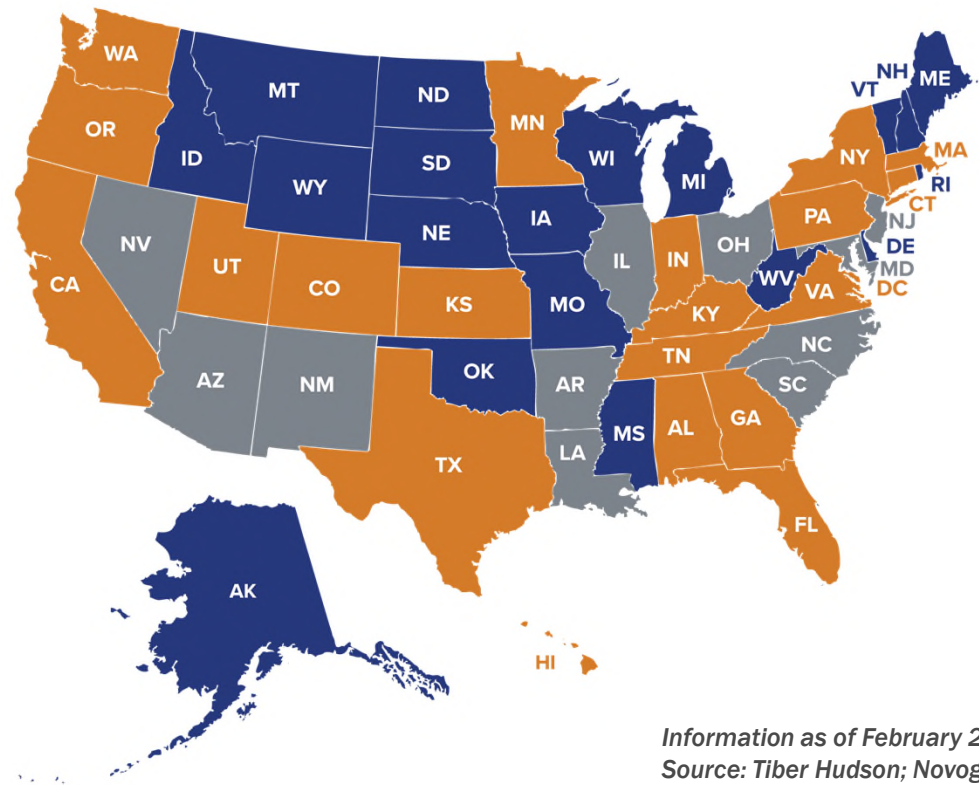 WA
MT
ND
MN
VT
NH
ME
OR
ID
SD
WI
MI
NY
MA
WY
RI
CT
NE
IA
PA
NJ
NV
UT
CO
IL
IN
OH
DE
MD
DC
CA
KS
MO
WV
VA
KY
AZ
NM
OK
AR
TN
NC
SC
TX
LA
MS
AL
GA
FL
AK
HI
Information as of February
Source: Tiber Hudson;